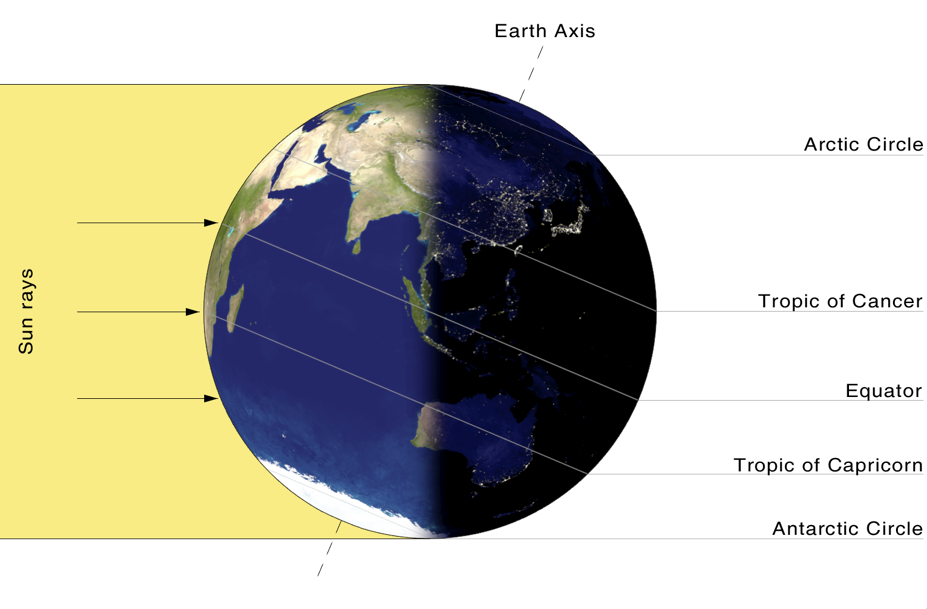 Earth Axis
Arctic Circle
Sun rays
Tropic of Cancer
Equator
Tropic of Capricorn
Antarctic Circle